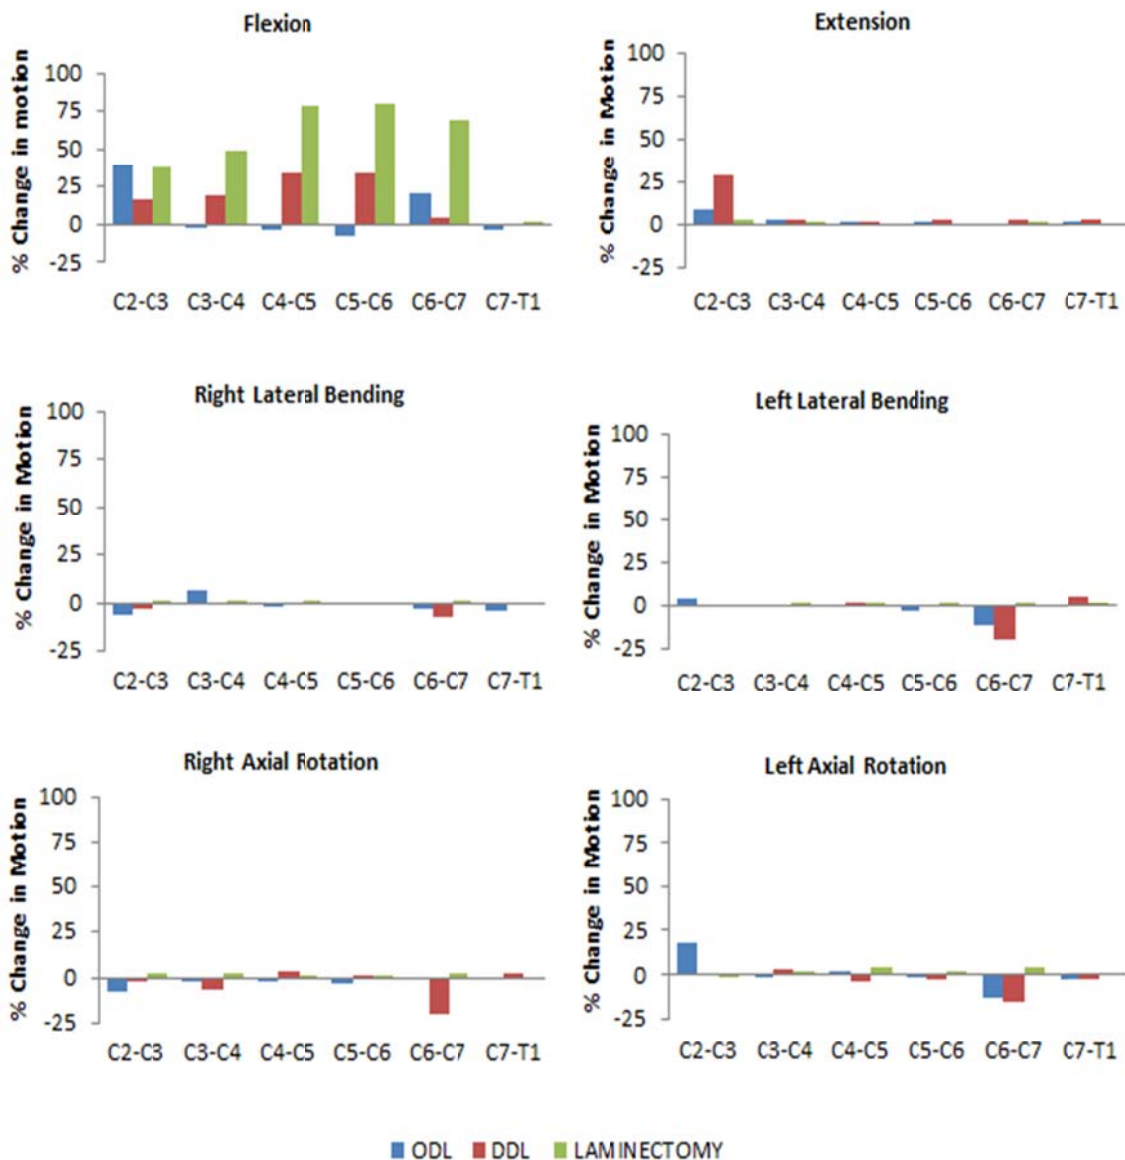 Flexion
% Change in motion
100
75
50
25
0
-25
C2-C3 C3-C4 C4-C5 C5-C6 C6-C7 C7-T1
Extension
% Change in Motion
100
75
50
25
0
-25
C2-C3 C3-C4 C4-C5 C5-C6 C6-C7 C7-T1
Right Lateral Bending
% Change in Motion
100
75
50
25
0
-25
C2-C3 C3-C4 C4-C5 C5-C6 C6-C7 C7-T1
Left Lateral Bending
% Change in Motion
100
75
50
25
0
-25
C2-C3 C3-C4 C4-C5 C5-C6 C6-C7 C7-T1
Right Axial Rotation
% Change in Motion
100
75
50
25
0
-25
C2-C3 C3-C4 C4-C5 C5-C6 C6-C7 C7-T1
Left Axial Rotation
% Change in Motion
100
75
50
25
0
-25
C2-C3 C3-C4 C4-C5 C5-C6 C6-C7 C7-T1
ODL DDL LAMINECTOMY